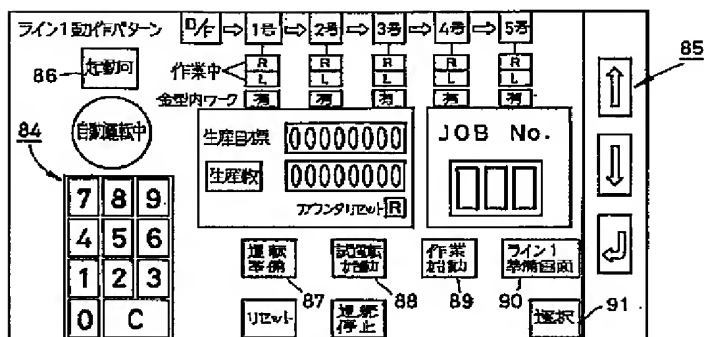 ライン1動作パターン
D/F ⇨ 1号 ⇨ 2号 ⇨ 3号 ⇨ 4号 ⇨ 5号
86 起動可
作業中 R R R R R
L L L L L
金型内ワーク 有 有 有 有 有
85
84
自動運転中
生産目標 00000000
生産数 00000000
カウンタリセット R
JOB No.
7 8 9
4 5 6
1 2 3
0 C
運転準備 試運転始動 作業始動 ライン1準備画面
87 88 89 90
リセット 連続停止 選択 91